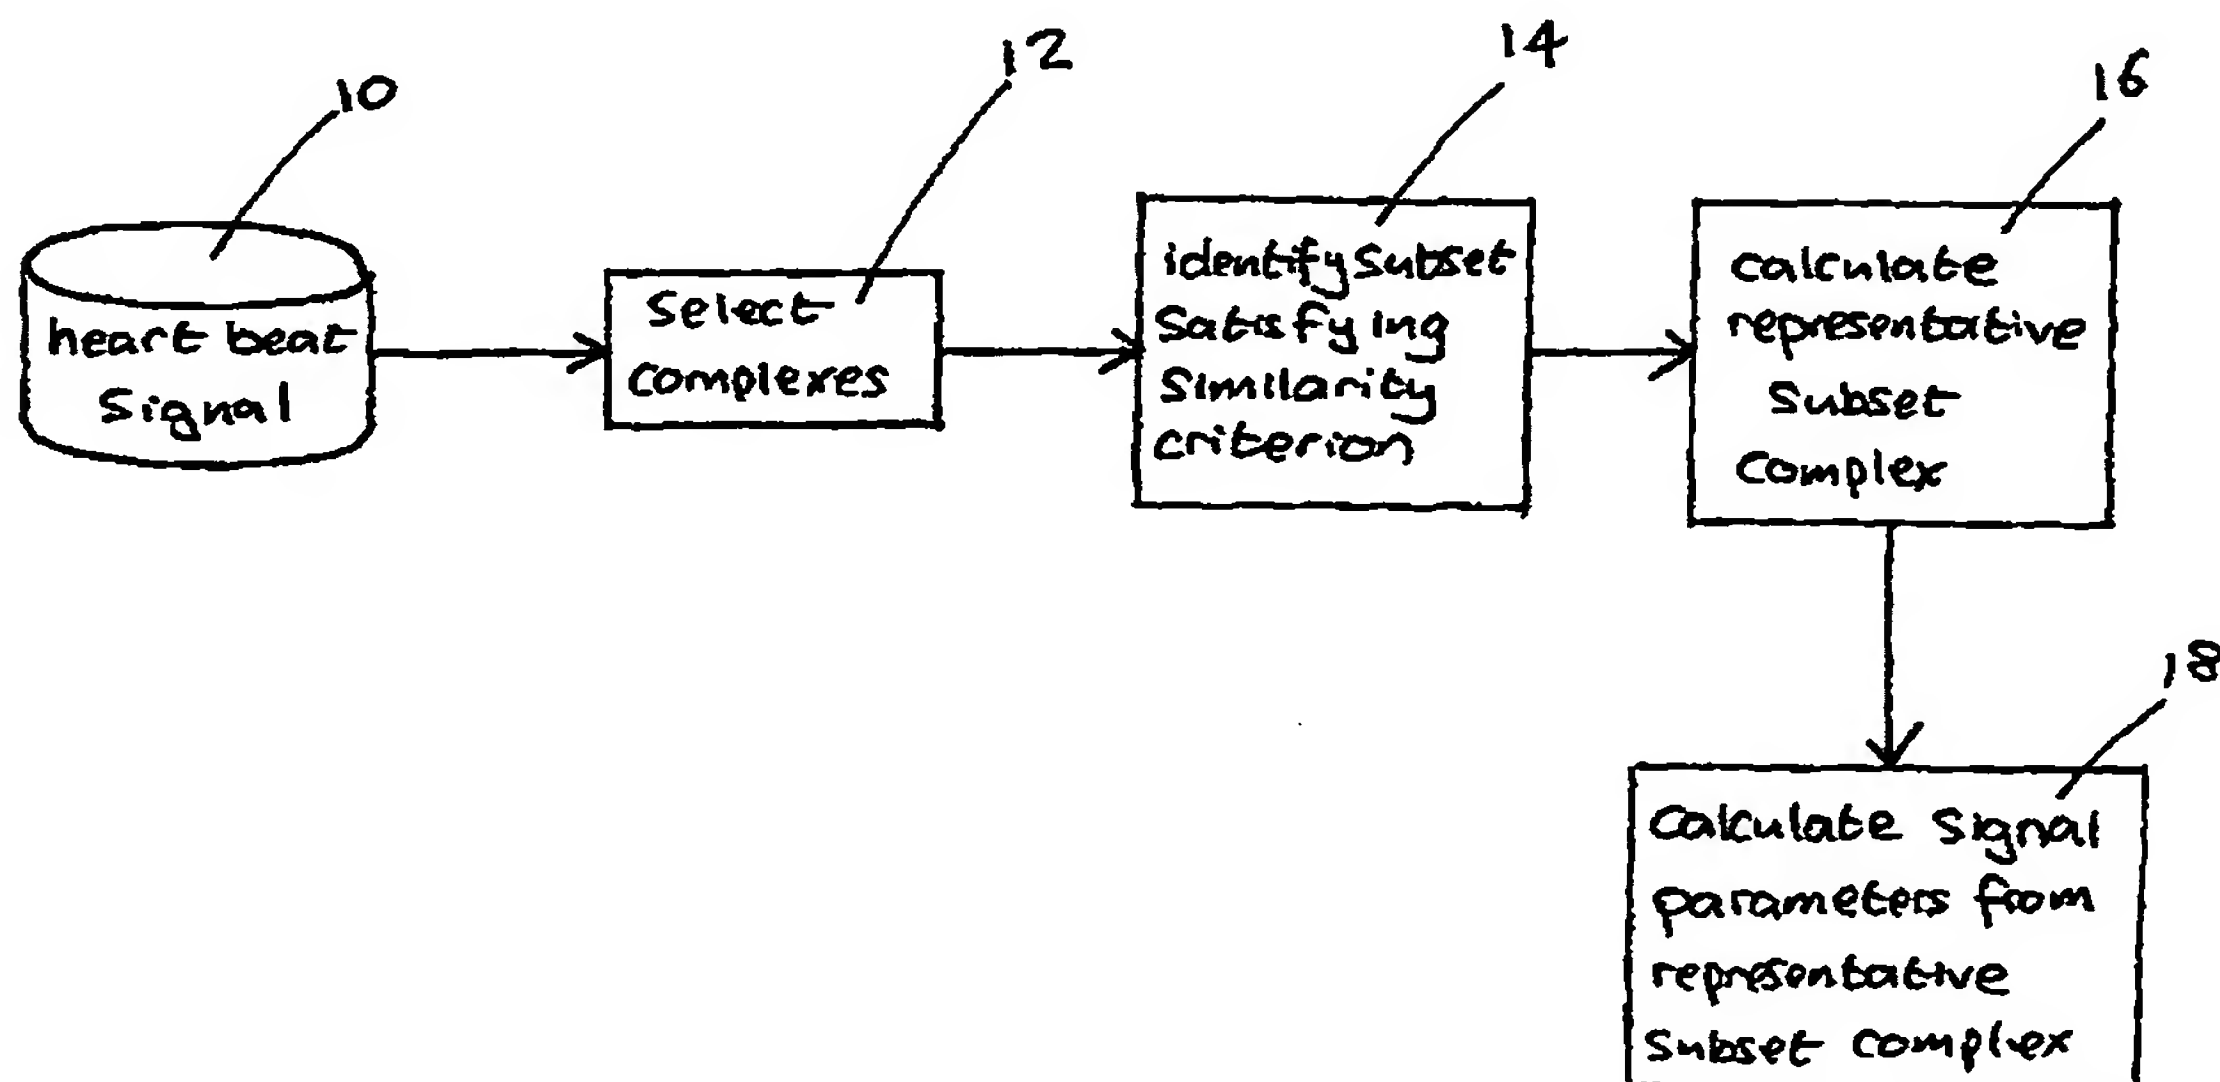 10
12
14
16
heart beat
Signal
Select
complexes
identify Subset
Satisfying
Similarity
criterion
calculate
representative
Subset
Complex
18
Calculate Signal
parameters from
representative
Subset complex